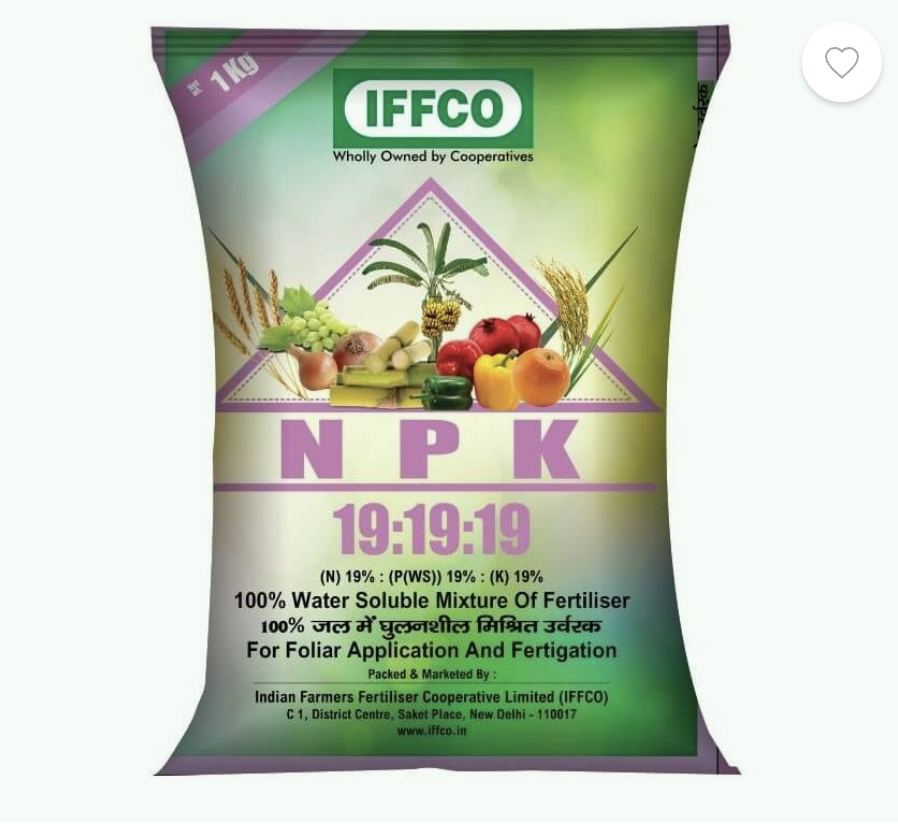 1 Kg
IFFCO
Wholly Owned by Cooperatives
N P K
19:19:19
(N) 19% : (P(WS)) 19% : (K) 19%
100% Water Soluble Mixture Of Fertiliser
100% जल में घुलनशील मिश्रित उर्वरक
For Foliar Application And Fertigation
Packed & Marketed By :
Indian Farmers Fertiliser Cooperative Limited (IFFCO)
C 1, District Centre, Saket Place, New Delhi - 110017
www.iffco.in
उर्वरक